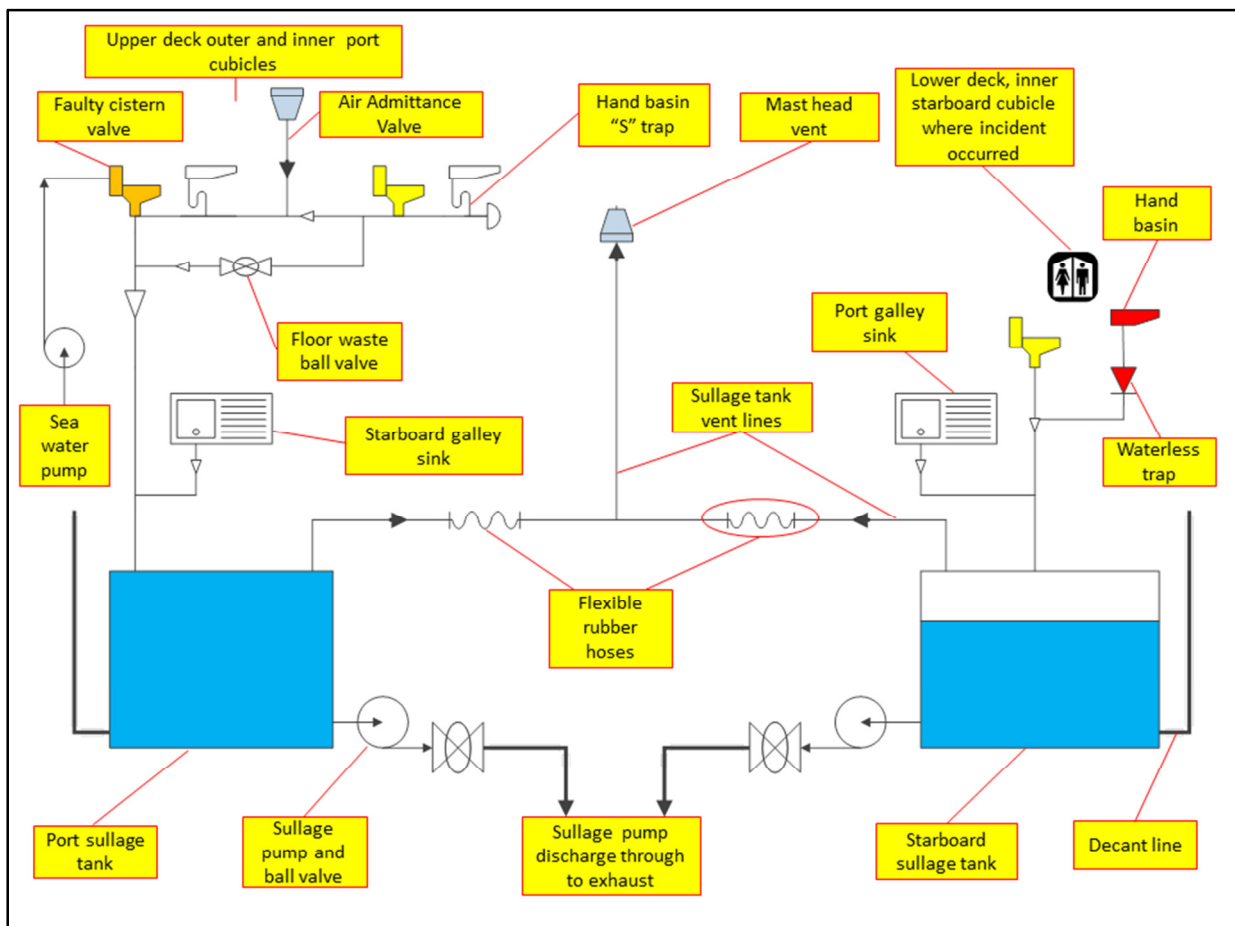 Upper deck outer and inner port
cubicles
Faulty cistern
valve
Air Admittance
Valve
Hand basin
“S” trap
Mast head
vent
Lower deck, inner
starboard cubicle
where incident
occurred
Hand
basin
Floor waste
ball valve
Port galley
sink
Sea
water
pump
Starboard galley
sink
Sullage tank
vent lines
Waterless
trap
Flexible
rubber
hoses
Port sullage
tank
Sullage
pump and
ball valve
Sullage pump
discharge through
to exhaust
Starboard
sullage tank
Decant line